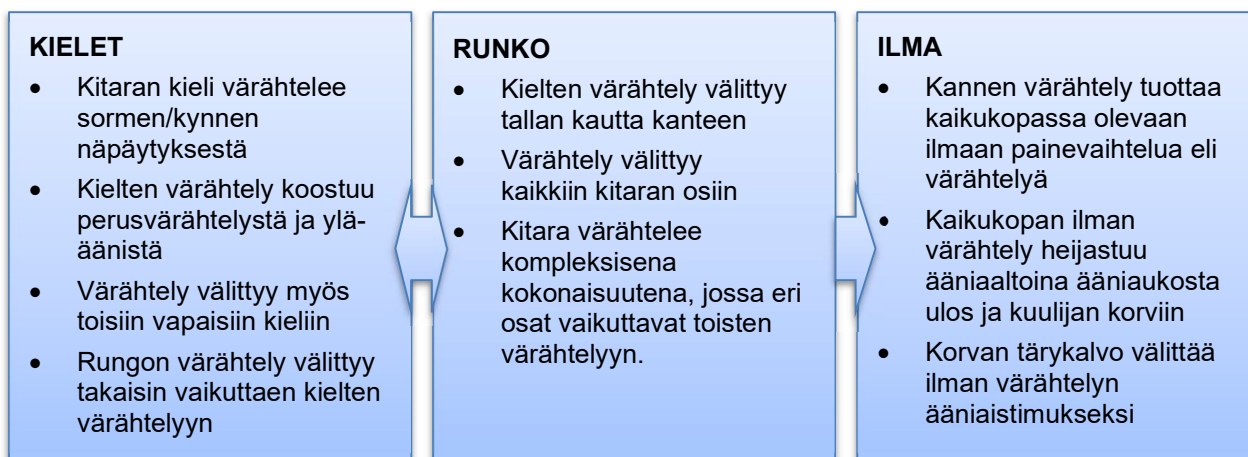 KIELET
• Kitaran kieli värähtelee
sormen/kynnen
näpäytyksestä
• Kielten värähtely koostuu
perusvärähtelystä ja ylä-
äänistä
• Värähtely välittyy myös
toisiin vapaisiin kieliin
• Rungon värähtely välittyy
takaisin vaikuttaen kielten
värähtelyyn
RUNKO
• Kielten värähtely välittyy
tallan kautta kanteen
• Värähtely välittyy
kaikkiin kitaran osiin
• Kitara värähtelee
kompleksisena
kokonaisuutena, jossa eri
osat vaikuttavat toisten
värähtelyyn.
ILMA
• Kannen värähtely tuottaa
kaikukopassa olevaan
ilmaan painevaihtelua eli
värähtelyä
• Kaikukopan ilman
värähtely heijastuu
ääniaaltoina ääniaukosta
ulos ja kuulijan korviin
• Korvan tärykalvo välittää
ilman värähtelyn
ääniaistimukseksi